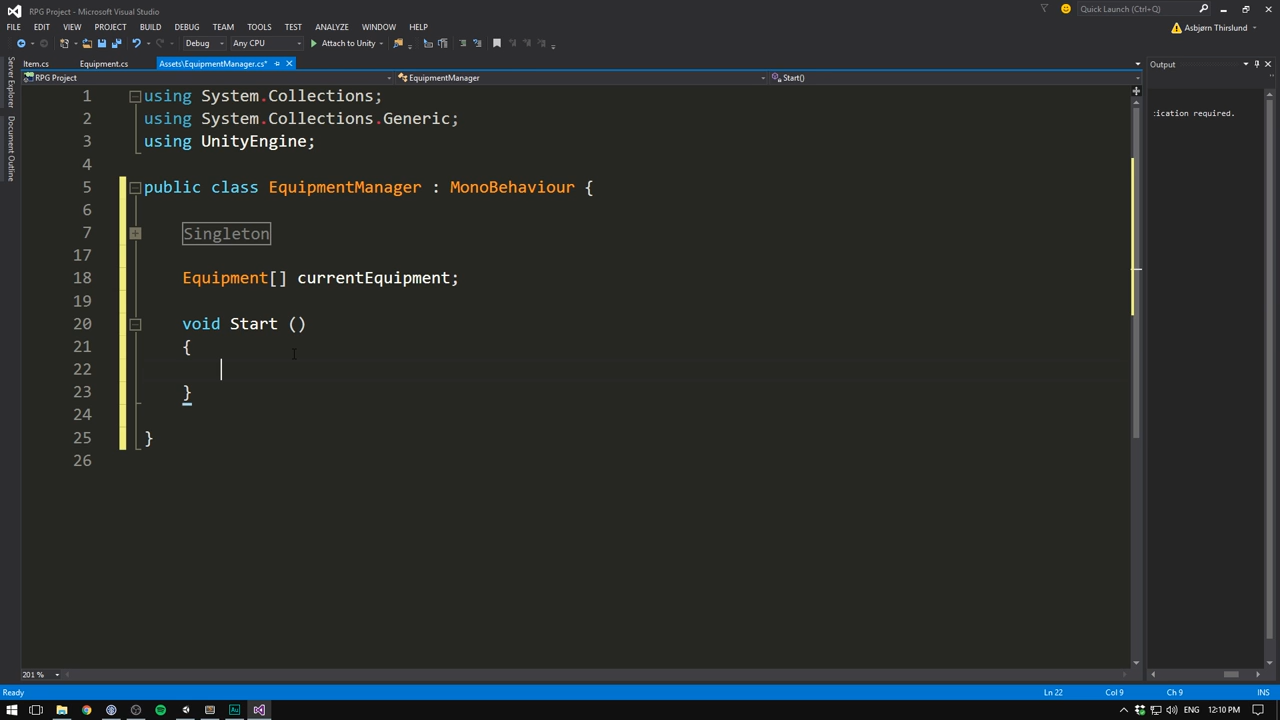 RPG Project - Microsoft Visual Studio
Quick Launch (Ctrl+Q)
FILE EDIT VIEW PROJECT BUILD DEBUG TEAM TOOLS TEST ANALYZE WINDOW HELP
Asbjørn Thirslund
Debug Any CPU Attach to Unity
Item.cs Equipment.cs Assets\EquipmentManager.cs*
Output
RPG Project EquipmentManager Start()
Server Explorer
Document Outline
1 using System.Collections;
2 using System.Collections.Generic;
:ication required.
3 using UnityEngine;
4
5 public class EquipmentManager : MonoBehaviour {
6
7 Singleton
17
18 Equipment[] currentEquipment;
19
20 void Start ()
21 {
22
23 }
24
25 }
26
201 %
Ready Ln 22 Col 9 Ch 9 INS
ENG 12:10 PM